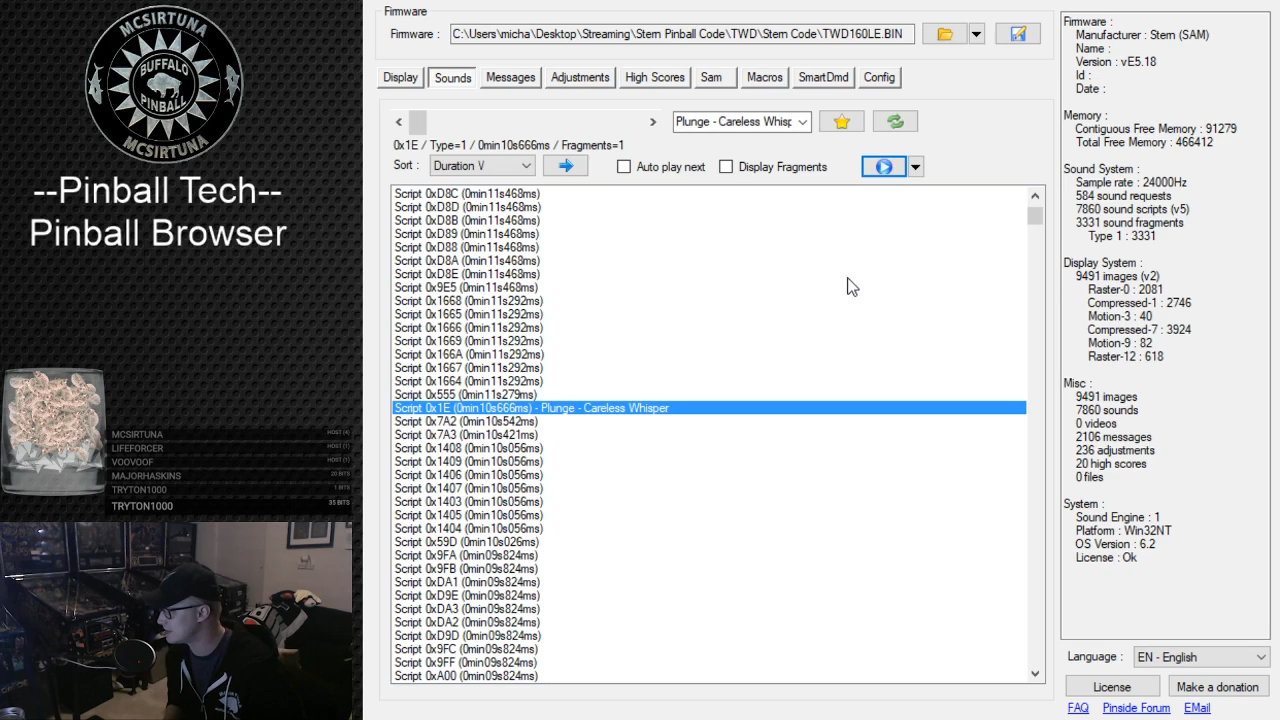 MCSIRTUNA
BUFFALO
PINBALL
MCSIRTUNA
--Pinball Tech--
Pinball Browser
MCSIRTUNA HOST (4)
LIFEFORCER HOST (1)
VOOVOOF HOST (1)
MAJORHASKINS 20 BITS
TRYTON1000 1 BITS
TRYTON1000 35 BITS
Firmware
Firmware : C:\Users\micha\Desktop\Streaming\Stern Pinball Code\TWD\Stern Code\TWD160LE.BIN
Display Sounds Messages Adjustments High Scores Sam Macros SmartDmd Config
< > Plunge - Careless Whisp
0x1E / Type=1 / 0min10s666ms / Fragments=1
Sort : Duration V Auto play next Display Fragments
Script 0xD8C (0min11s468ms)
Script 0xD8D (0min11s468ms)
Script 0xD8B (0min11s468ms)
Script 0xD89 (0min11s468ms)
Script 0xD88 (0min11s468ms)
Script 0xD8A (0min11s468ms)
Script 0xD8E (0min11s468ms)
Script 0x9E5 (0min11s468ms)
Script 0x1668 (0min11s292ms)
Script 0x1665 (0min11s292ms)
Script 0x1666 (0min11s292ms)
Script 0x1669 (0min11s292ms)
Script 0x166A (0min11s292ms)
Script 0x1667 (0min11s292ms)
Script 0x1664 (0min11s292ms)
Script 0x555 (0min11s279ms)
Script 0x1E (0min10s666ms) - Plunge - Careless Whisper
Script 0x7A2 (0min10s542ms)
Script 0x7A3 (0min10s421ms)
Script 0x1408 (0min10s056ms)
Script 0x1409 (0min10s056ms)
Script 0x1406 (0min10s056ms)
Script 0x1407 (0min10s056ms)
Script 0x1403 (0min10s056ms)
Script 0x1405 (0min10s056ms)
Script 0x1404 (0min10s056ms)
Script 0x59D (0min10s026ms)
Script 0x9FA (0min09s824ms)
Script 0x9FB (0min09s824ms)
Script 0xDA1 (0min09s824ms)
Script 0xD9E (0min09s824ms)
Script 0xDA3 (0min09s824ms)
Script 0xDA2 (0min09s824ms)
Script 0xD9D (0min09s824ms)
Script 0x9FC (0min09s824ms)
Script 0x9FF (0min09s824ms)
Script 0xA00 (0min09s824ms)
Firmware :
Manufacturer : Stern (SAM)
Name :
Version : vE5.18
Id :
Date :
Memory :
Contiguous Free Memory : 91279
Total Free Memory : 466412
Sound System :
Sample rate : 24000Hz
584 sound requests
7860 sound scripts (v5)
3331 sound fragments
Type 1 : 3331
Display System :
9491 images (v2)
Raster-0 : 2081
Compressed-1 : 2746
Motion-3 : 40
Compressed-7 : 3924
Motion-9 : 82
Raster-12 : 618
Misc :
9491 images
7860 sounds
0 videos
2106 messages
236 adjustments
20 high scores
0 files
System :
Sound Engine : 1
Platform : Win32NT
OS Version : 6.2
License : Ok
Language : EN - English
License Make a donation
FAQ Pinside Forum EMail